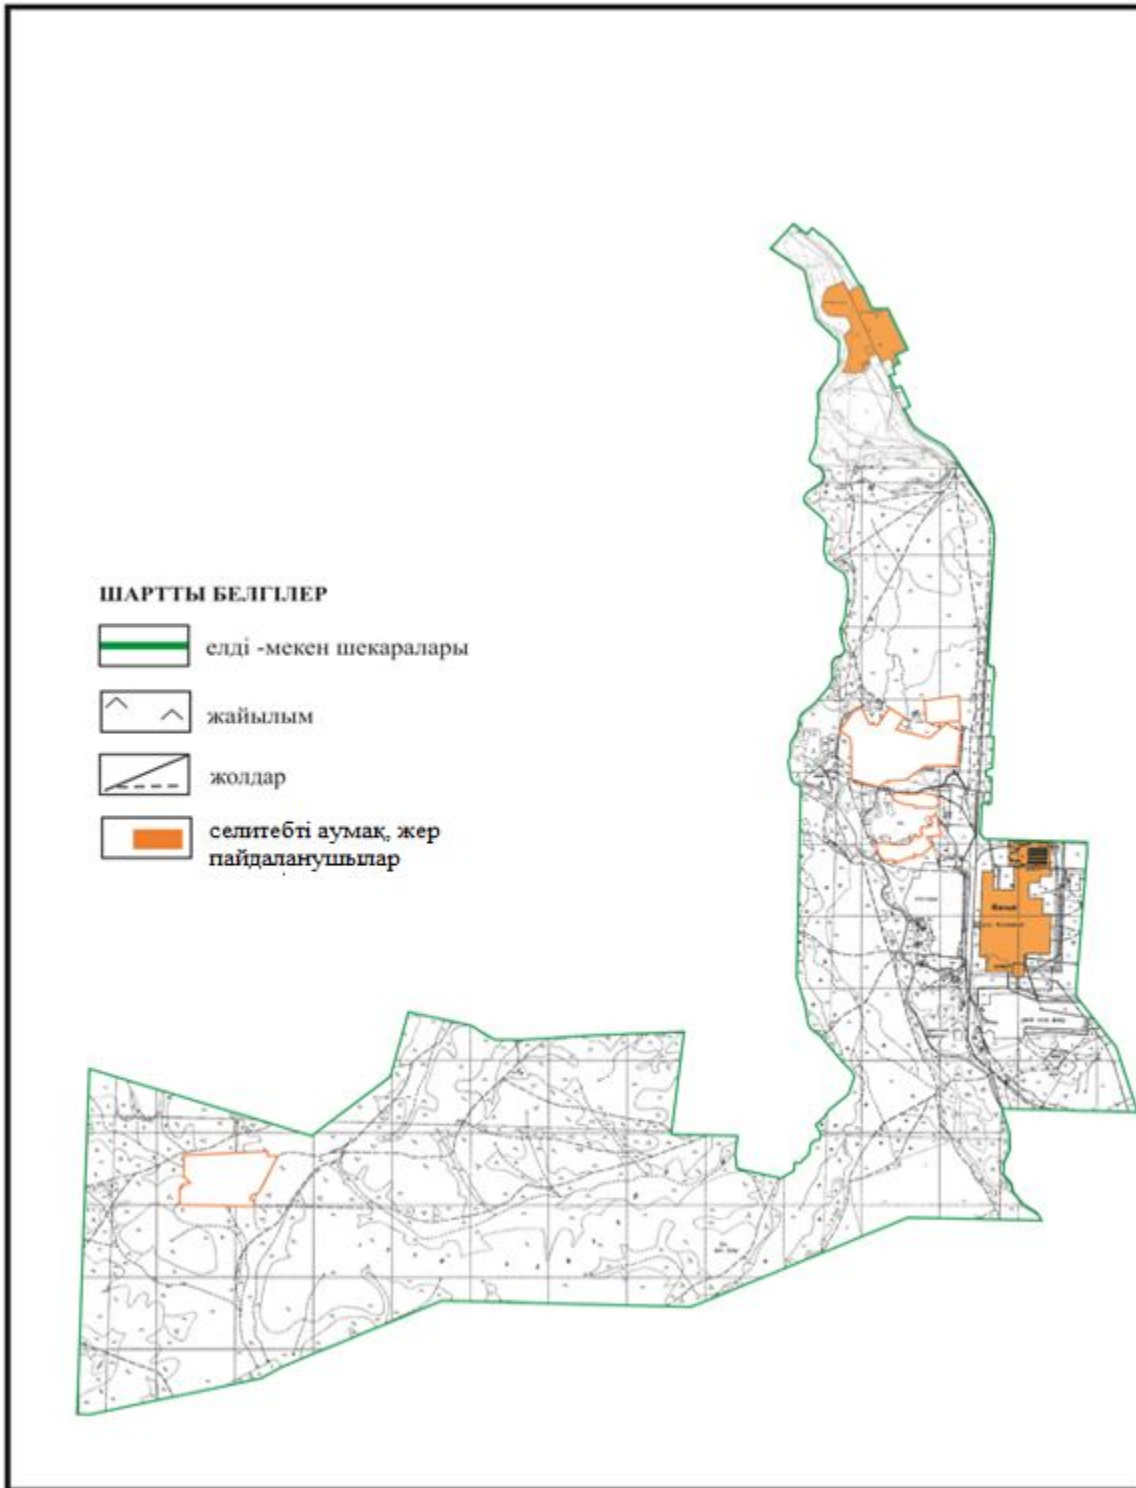 ШАРТТЫ БЕЛГІЛЕР
елді -мекен шекаралары
жайылым
жолдар
селитебті аумақ, жер
пайдаланушылар